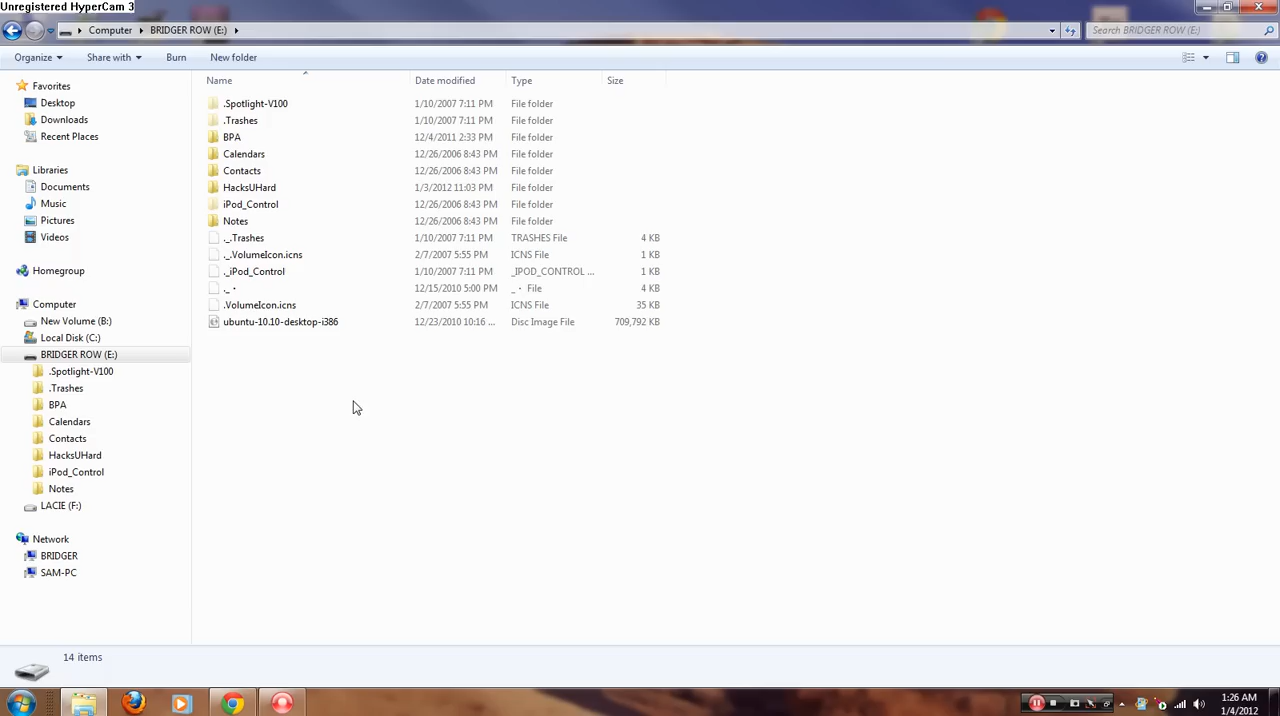 Unregistered HyperCam 3
Computer BRIDGER ROW (E:) Search BRIDGER ROW (E:)
Organize Share with Burn New folder
Name Date modified Type Size
Favorites
Desktop
Downloads
Recent Places
Libraries
Documents
Music
Pictures
Videos
Homegroup
Computer
New Volume (B:)
Local Disk (C:)
BRIDGER ROW (E:)
.Spotlight-V100
.Trashes
BPA
Calendars
Contacts
HacksUHard
iPod_Control
Notes
LACIE (F:)
Network
BRIDGER
SAM-PC
.Spotlight-V100 1/10/2007 7:11 PM File folder
.Trashes 1/10/2007 7:11 PM File folder
BPA 12/4/2011 2:33 PM File folder
Calendars 12/26/2006 8:43 PM File folder
Contacts 12/26/2006 8:43 PM File folder
HacksUHard 1/3/2012 11:03 PM File folder
iPod_Control 12/26/2006 8:43 PM File folder
Notes 12/26/2006 8:43 PM File folder
._.Trashes 1/10/2007 7:11 PM TRASHES File 4 KB
._.VolumeIcon.icns 2/7/2007 5:55 PM ICNS File 1 KB
._iPod_Control 1/10/2007 7:11 PM _IPOD_CONTROL ... 1 KB
._ · 12/15/2010 5:00 PM _ · File 4 KB
.VolumeIcon.icns 2/7/2007 5:55 PM ICNS File 35 KB
ubuntu-10.10-desktop-i386 12/23/2010 10:16 ... Disc Image File 709,792 KB
14 items
1:26 AM
1/4/2012